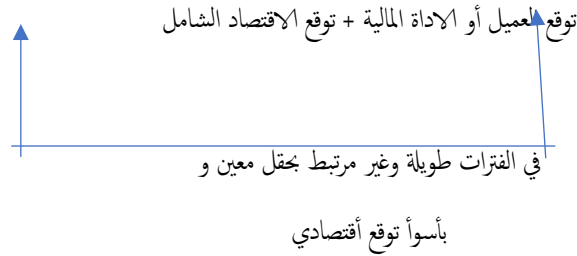 توقع العميل أو الاداة المالية + توقع الاقتصاد الشامل
في الفترات طويلة وغير مرتبط بحقل معين و
بأسوأ توقع أقتصادي